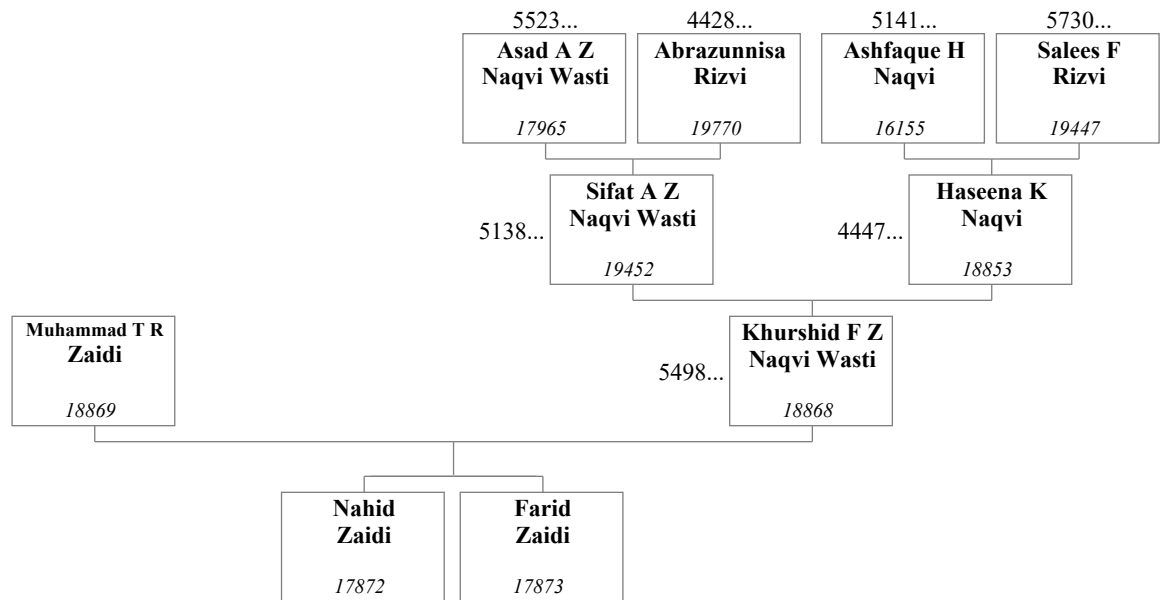 5523...
4428...
5141...
5730...
Asad A Z
Naqvi Wasti
17965
Abrazunnisa
Rizvi
19770
Ashfaque H
Naqvi
16155
Salees F
Rizvi
19447
5138...
Sifat A Z
Naqvi Wasti
19452
4447...
Haseena K
Naqvi
18853
Muhammad T R
Zaidi
18869
5498...
Khurshid F Z
Naqvi Wasti
18868
Nahid
Zaidi
17872
Farid
Zaidi
17873